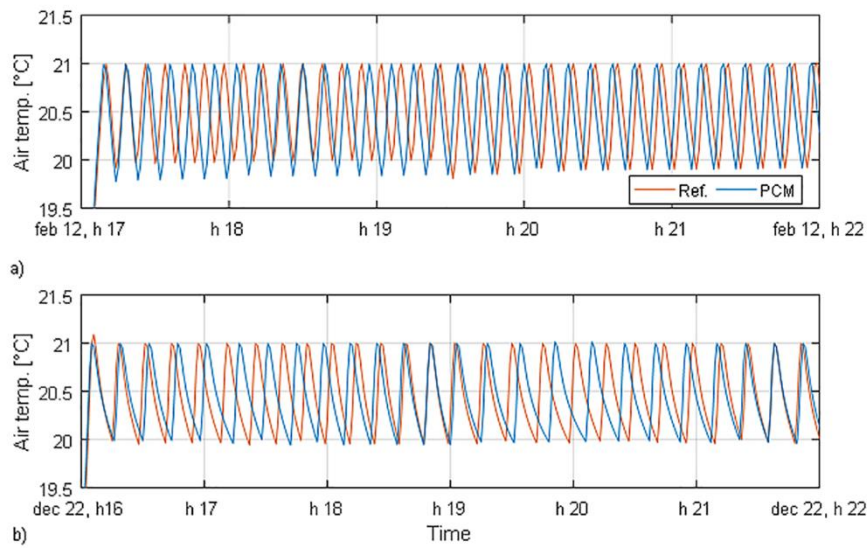 21.5
21
20.5
20
19.5
Air temp. [°C]
Ref. PCM
feb 12, h 17 h 18 h 19 h 20 h 21 feb 12, h 22
a)
21.5
21
20.5
20
19.5
Air temp. [°C]
dec 22, h16 h 17 h 18 h 19 h 20 h 21 dec 22, h 22
b) Time